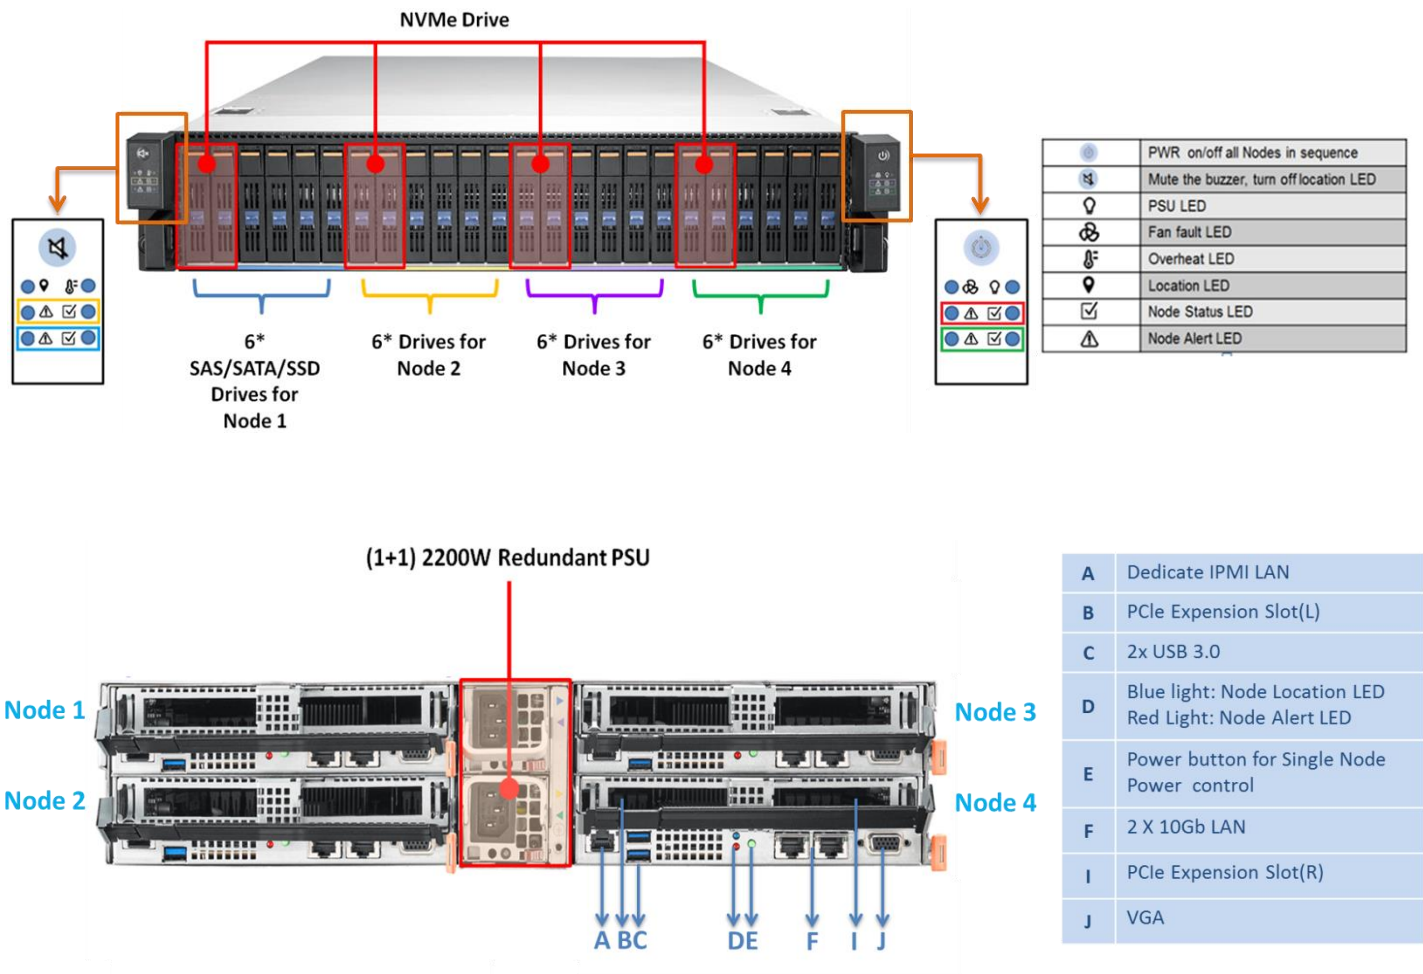 NVMe Drive
PWR on/off all Nodes in sequence
Mute the buzzer, turn off location LED
PSU LED
Fan fault LED
Overheat LED
Location LED
Node Status LED
Node Alert LED
6*
SAS/SATA/SSD
Drives for
Node 1
6* Drives for
Node 2
6* Drives for
Node 3
6* Drives for
Node 4
(1+1) 2200W Redundant PSU
Node 1
Node 2
Node 3
Node 4
A BC DE F I J
A Dedicate IPMI LAN
B PCle Expension Slot(L)
C 2x USB 3.0
D Blue light: Node Location LED
Red Light: Node Alert LED
E Power button for Single Node
Power control
F 2 X 10Gb LAN
I PCle Expension Slot(R)
J VGA